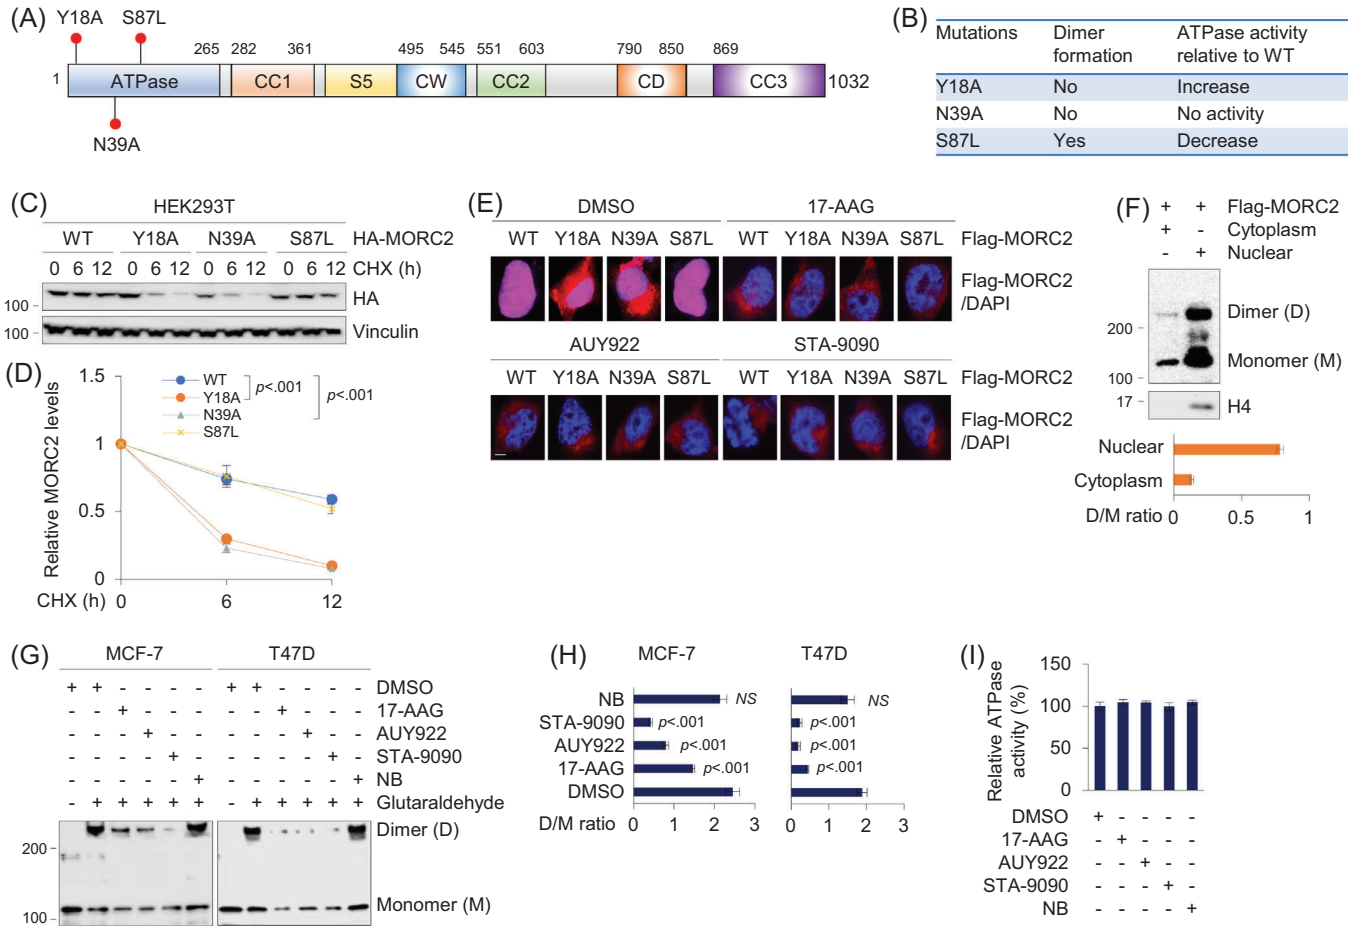 (A)
Y18A S87L
265 282 361 495 545 551 603 790 850 869
1 ATPase CC1 S5 CW CC2 CD CC3 1032
N39A
(B)
Mutations Dimer formation ATPase activity relative to WT
Y18A No Increase
N39A No No activity
S87L Yes Decrease
(C)
HEK293T
WT Y18A N39A S87L HA-MORC2
0 6 12 0 6 12 0 6 12 0 6 12 CHX (h)
100 HA
100 Vinculin
(D)
Relative MORC2 levels
1.5
1
0.5
0
WT
Y18A
N39A
S87L
p<.001 p<.001
CHX (h) 0 6 12
(E)
DMSO 17-AAG
WT Y18A N39A S87L WT Y18A N39A S87L Flag-MORC2
Flag-MORC2
/DAPI
AUY922 STA-9090
WT Y18A N39A S87L WT Y18A N39A S87L Flag-MORC2
Flag-MORC2
/DAPI
(F)
+ + Flag-MORC2
+ - Cytoplasm
- + Nuclear
Dimer (D)
200
Monomer (M)
100
17
H4
Nuclear
Cytoplasm
D/M ratio 0 0.5 1
(G)
MCF-7 T47D
+ + - - - - + + - - - - DMSO
- - + - - - - - + - - - 17-AAG
- - - + - - - - - + - - AUY922
- - - - + - - - - - + - STA-9090
- - - - - + - - - - - + NB
- + + + + + - + + + + + Glutaraldehyde
Dimer (D)
200
Monomer (M)
100
(H)
MCF-7 T47D
NB NS NS
STA-9090 p<.001 p<.001
AUY922 p<.001 p<.001
17-AAG p<.001 p<.001
DMSO
D/M ratio 0 1 2 3 0 1 2 3
(I)
Relative ATPase
activity (%)
150
100
50
0
DMSO + - - - -
17-AAG - + - - -
AUY922 - - + - -
STA-9090 - - - + -
NB - - - - +